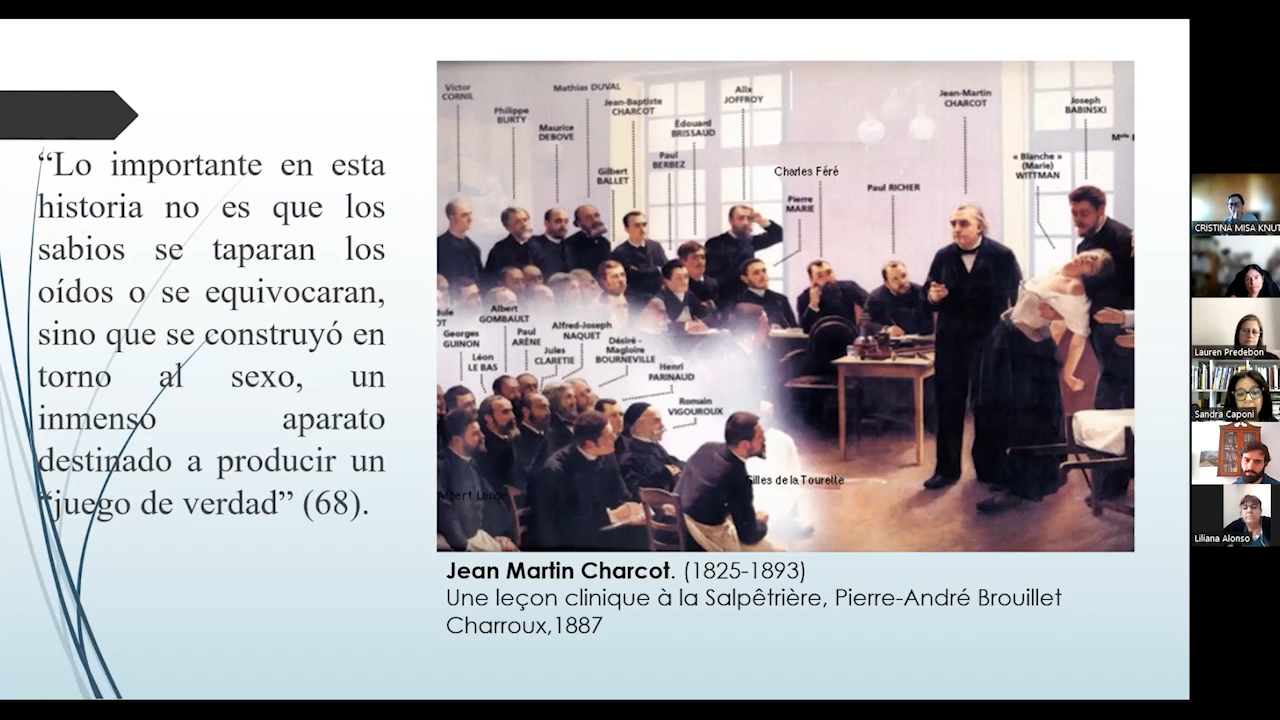 “Lo importante en esta
historia no es que los
sabios se taparan los
oídos o se equivocaran,
sino que se construyó en
torno al sexo, un
inmenso aparato
destinado a producir un
“juego de verdad” (68).
Victor
CORNIL
Philippe
BURTY
Mathias DUVAL
Maurice
DEBOVE
Jean-Baptiste
CHARCOT
Gilbert
BALLET
Paul
BERBEZ
Édouard
BRISSAUD
Alix
JOFFROY
Charles Féré
Pierre
MARIE
Paul RICHER
Jean-Martin
CHARCOT
« Blanche »
(Marie)
WITTMAN
Joseph
BABINSKI
Georges
GUINON
Léon
LE BAS
Albert
GOMBAULT
Paul
ARÈNE
Jules
CLARETIE
Alfred-Joseph
NAQUET
Désiré-
Magloire
BOURNEVILLE
Henri
PARINAUD
Romain
VIGOUROUX
Gilles de la Tourette
Jean Martin Charcot. (1825-1893)
Une leçon clinique à la Salpêtrière, Pierre-André Brouillet
Charroux,1887
CRISTINA MISA KNUT
Lauren Predebon
Sandra Caponi
Liliana Alonso